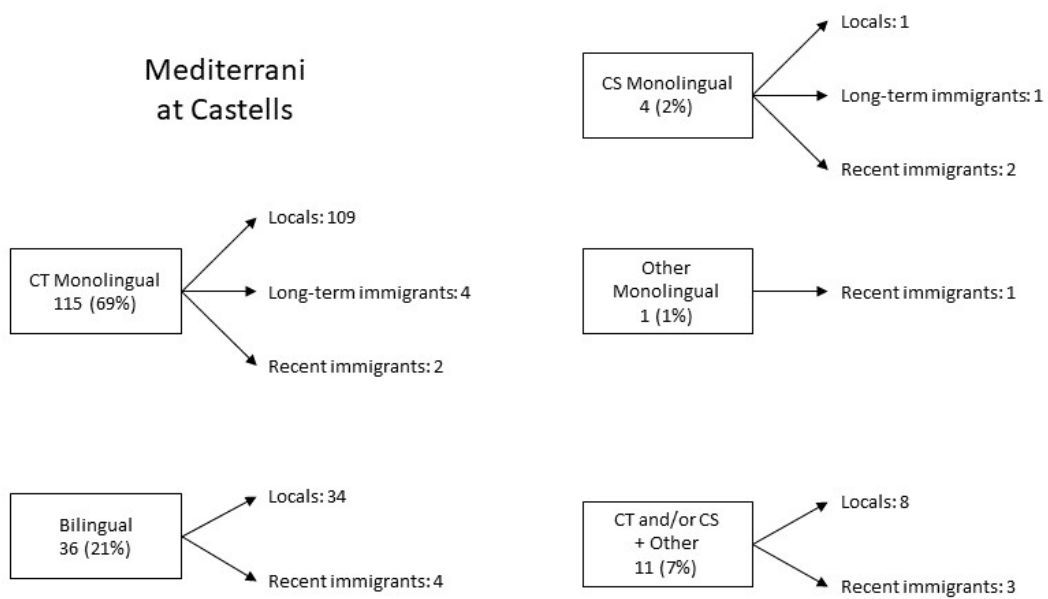 Mediterrani
at Castells
CT Monolingual
115 (69%)
Locals: 109
Long-term immigrants: 4
Recent immigrants: 2
Bilingual
36 (21%)
Locals: 34
Recent immigrants: 4
CS Monolingual
4 (2%)
Locals: 1
Long-term immigrants: 1
Recent immigrants: 2
Other
Monolingual
1 (1%)
Recent immigrants: 1
CT and/or CS
+ Other
11 (7%)
Locals: 8
Recent immigrants: 3